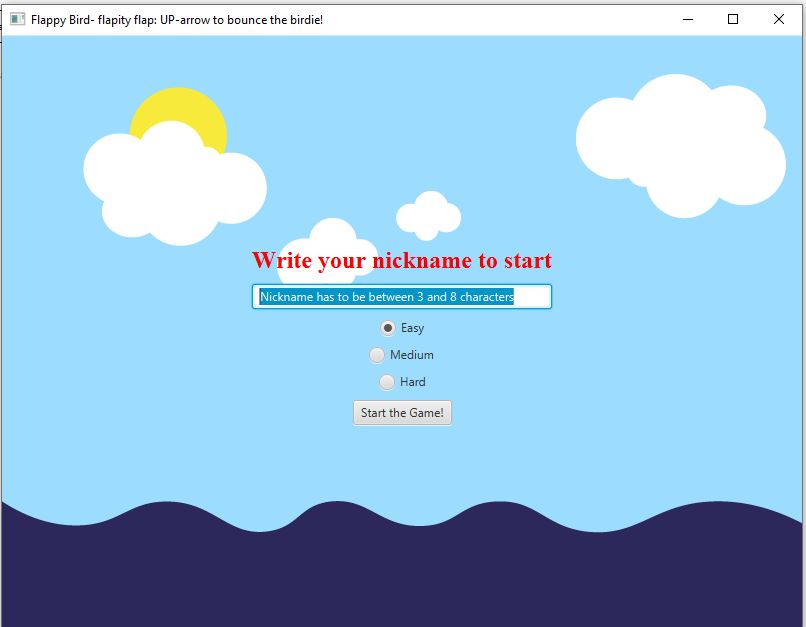 Flappy Bird- flapity flap: UP-arrow to bounce the birdie!
Write your nickname to start
Nickname has to be between 3 and 8 characters
Easy
Medium
Hard
Start the Game!